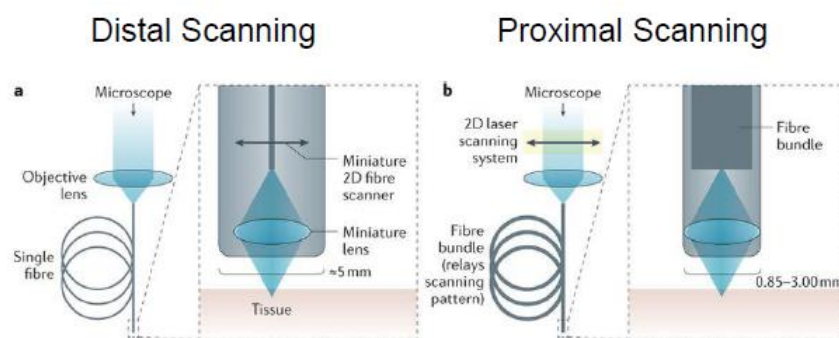 Distal Scanning
Proximal Scanning
a
Microscope
Objective
lens
Single
fibre
Miniature
2D fibre
scanner
Miniature
lens
≈5 mm
Tissue
b
Microscope
2D laser
scanning
system
Fibre
bundle
(relays
scanning
pattern)
Fibre
bundle
0.85–3.00 mm